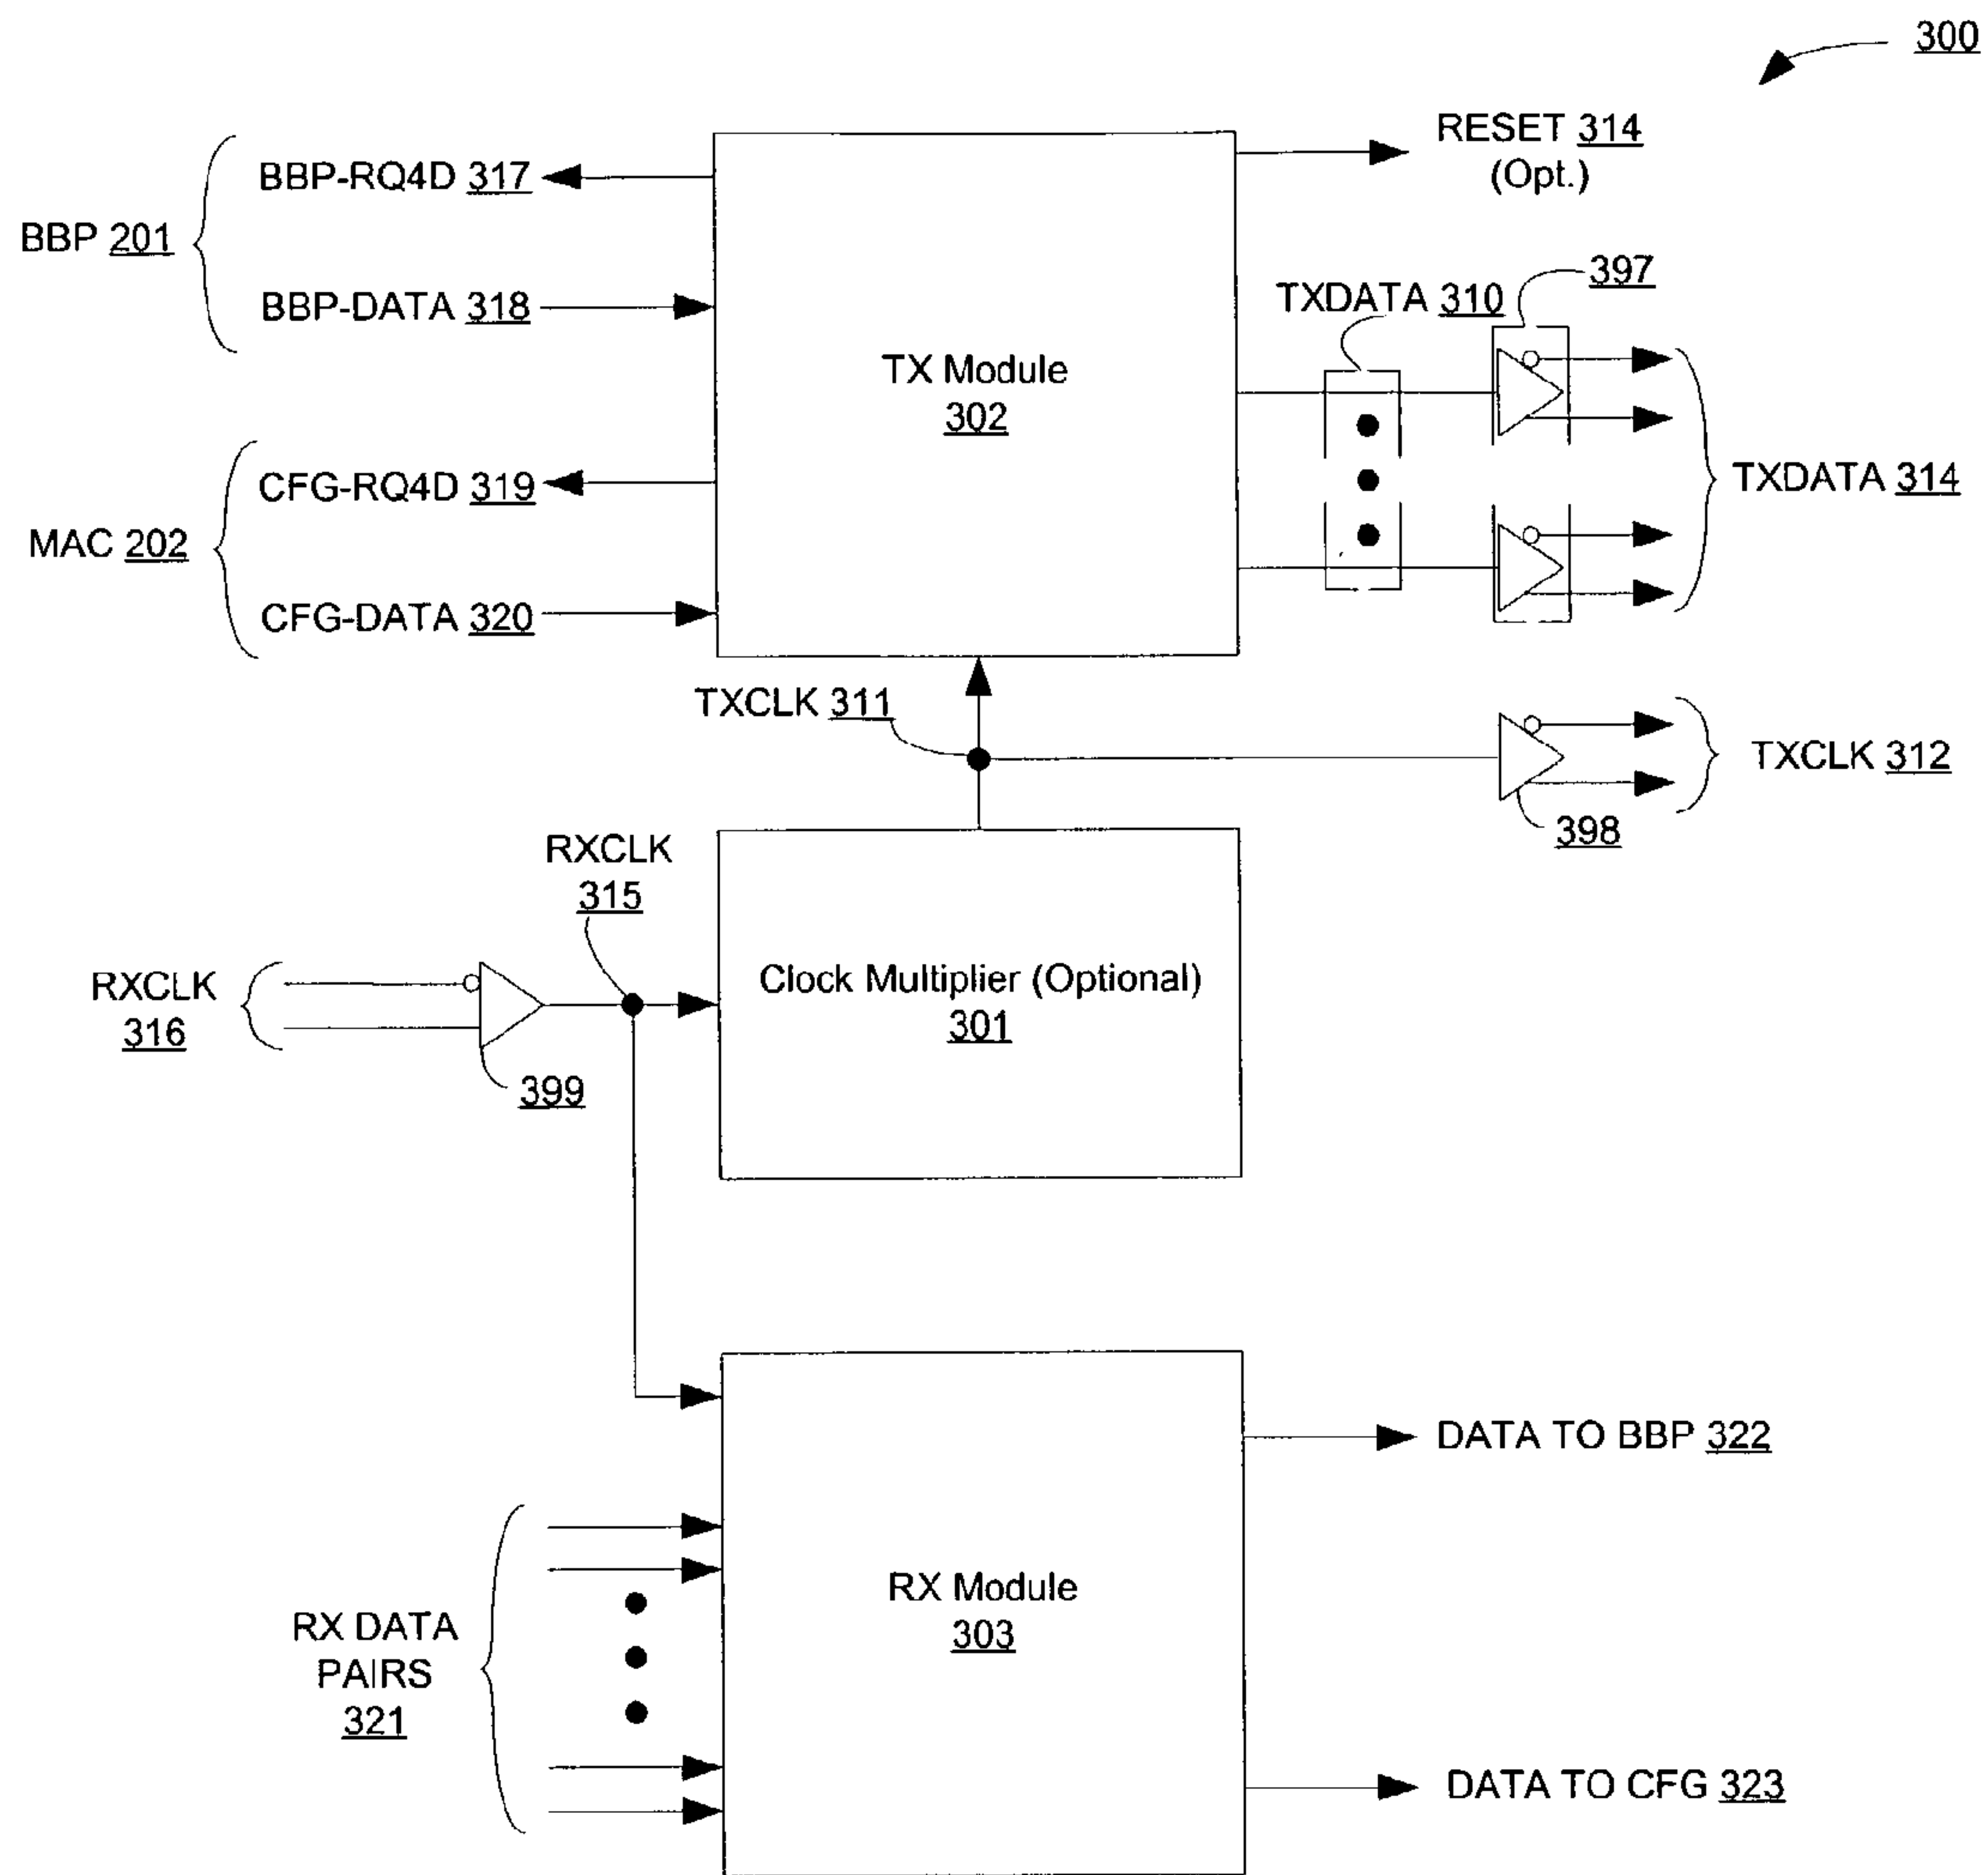 300
RESET 314
(Opt.)
BBP-RQ4D 317
BBP 201
BBP-DATA 318
397
TXDATA 310
TX Module
302
CFG-RQ4D 319
TXDATA 314
MAC 202
CFG-DATA 320
TXCLK 311
TXCLK 312
398
RXCLK
315
Clock Multiplier (Optional)
301
RXCLK
316
399
DATA TO BBP 322
RX Module
303
RX DATA
PAIRS
321
DATA TO CFG 323